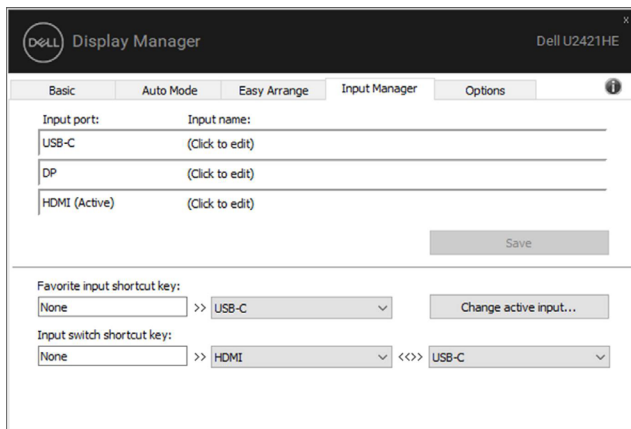 DELL Display Manager Dell U2421HE x
Basic Auto Mode Easy Arrange Input Manager Options i
Input port: Input name:
USB-C (Click to edit)
DP (Click to edit)
HDMI (Active) (Click to edit)
Save
Favorite input shortcut key:
None >> USB-C Change active input...
Input switch shortcut key:
None >> HDMI <<>> USB-C